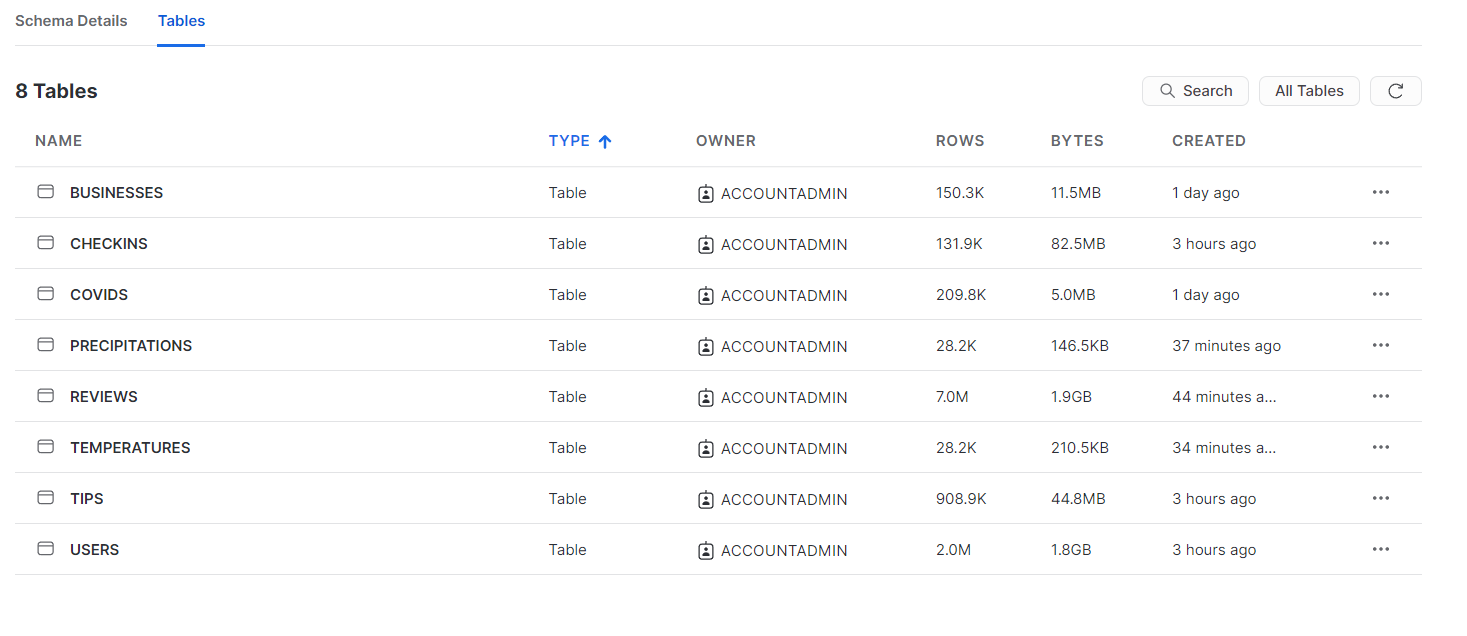 Schema Details Tables
8 Tables Search All Tables
NAME TYPE OWNER ROWS BYTES CREATED
BUSINESSES Table ACCOUNTADMIN 150.3K 11.5MB 1 day ago
CHECKINS Table ACCOUNTADMIN 131.9K 82.5MB 3 hours ago
COVIDS Table ACCOUNTADMIN 209.8K 5.0MB 1 day ago
PRECIPITATIONS Table ACCOUNTADMIN 28.2K 146.5KB 37 minutes ago
REVIEWS Table ACCOUNTADMIN 7.0M 1.9GB 44 minutes a...
TEMPERATURES Table ACCOUNTADMIN 28.2K 210.5KB 34 minutes a...
TIPS Table ACCOUNTADMIN 908.9K 44.8MB 3 hours ago
USERS Table ACCOUNTADMIN 2.0M 1.8GB 3 hours ago